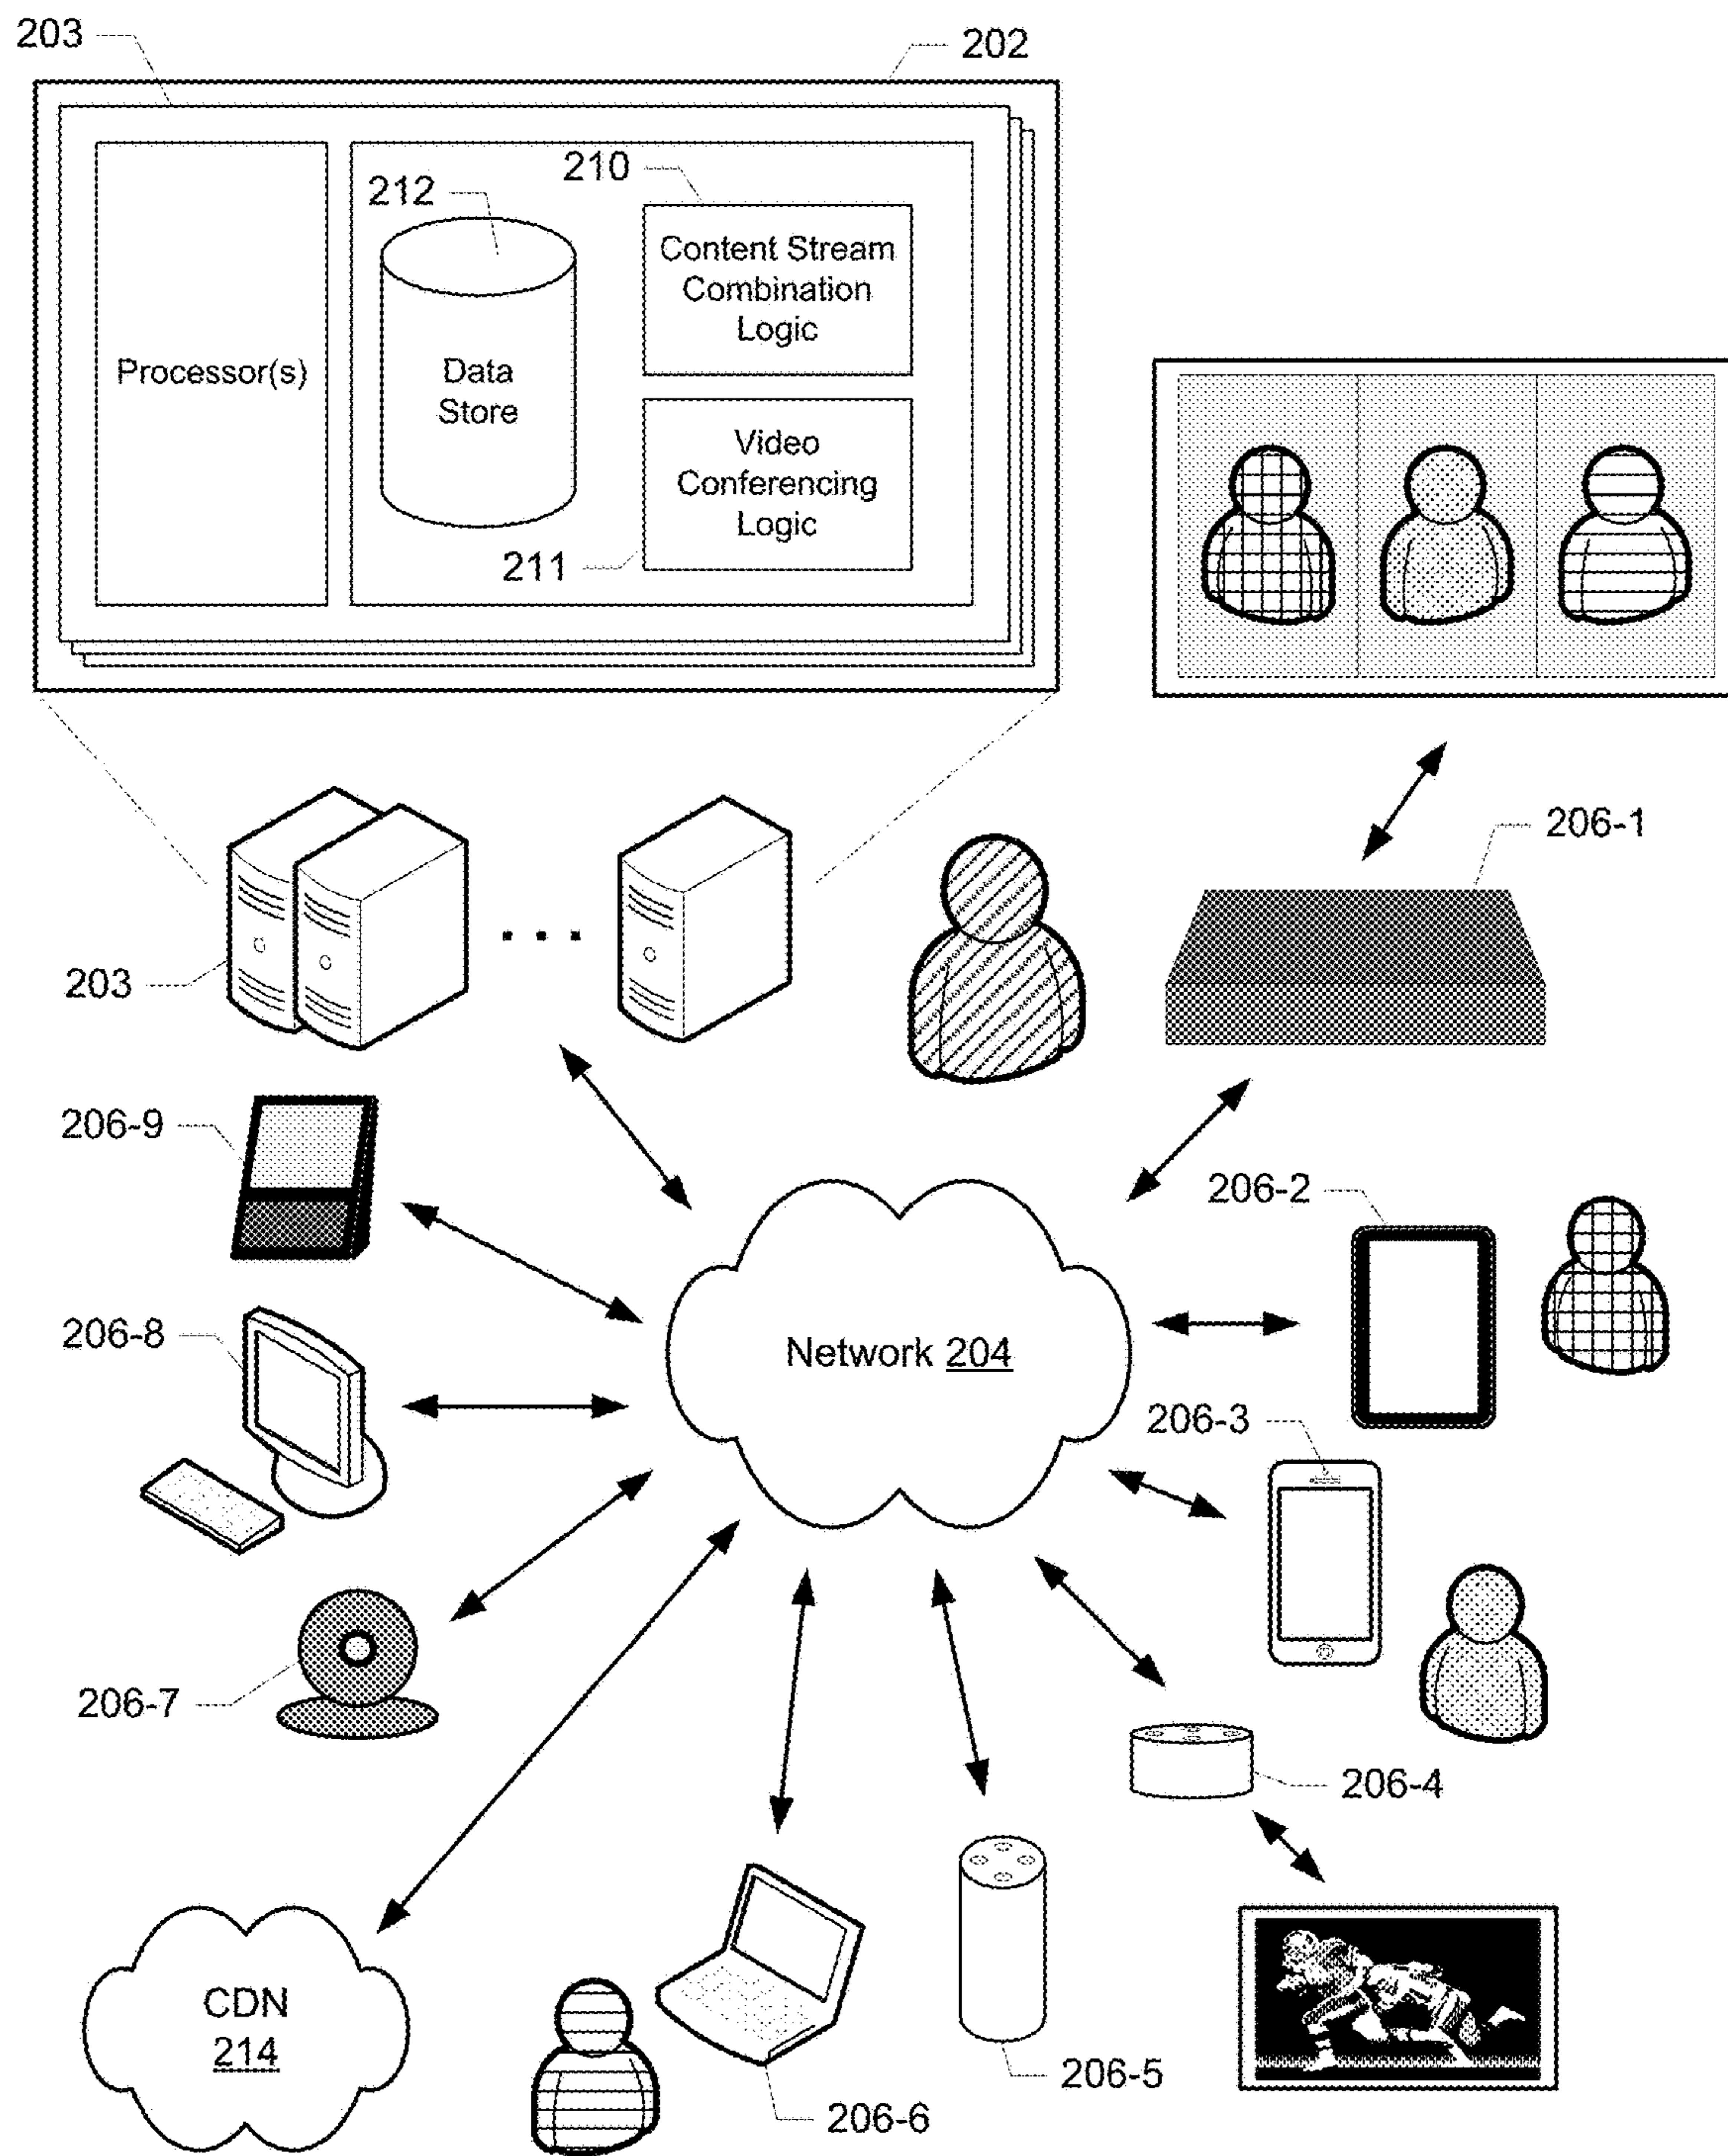 203
202
210
212
Content Stream
Combination
Logic
Processor(s)
Data
Store
Video
Conferencing
Logic
211
206-1
203
206-9
206-2
206-8
Network 204
206-3
206-7
206-4
CDN
214
206-5
206-6